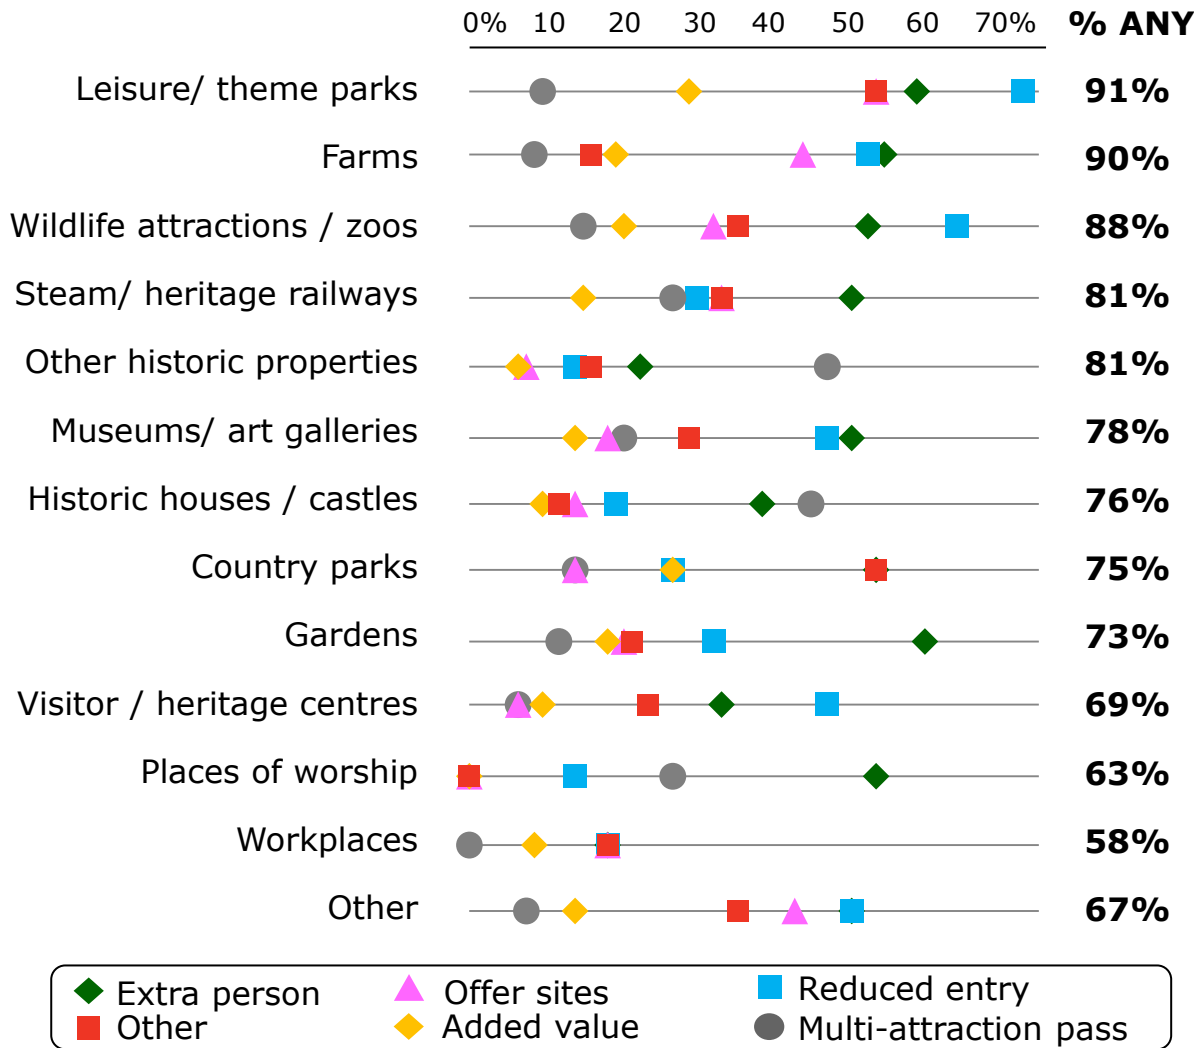 0% 10 20 30 40 50 60 70% % ANY
Leisure/ theme parks 91%
Farms 90%
Wildlife attractions / zoos 88%
Steam/ heritage railways 81%
Other historic properties 81%
Museums/ art galleries 78%
Historic houses / castles 76%
Country parks 75%
Gardens 73%
Visitor / heritage centres 69%
Places of worship 63%
Workplaces 58%
Other 67%
Extra person Offer sites Reduced entry
Other Added value Multi-attraction pass